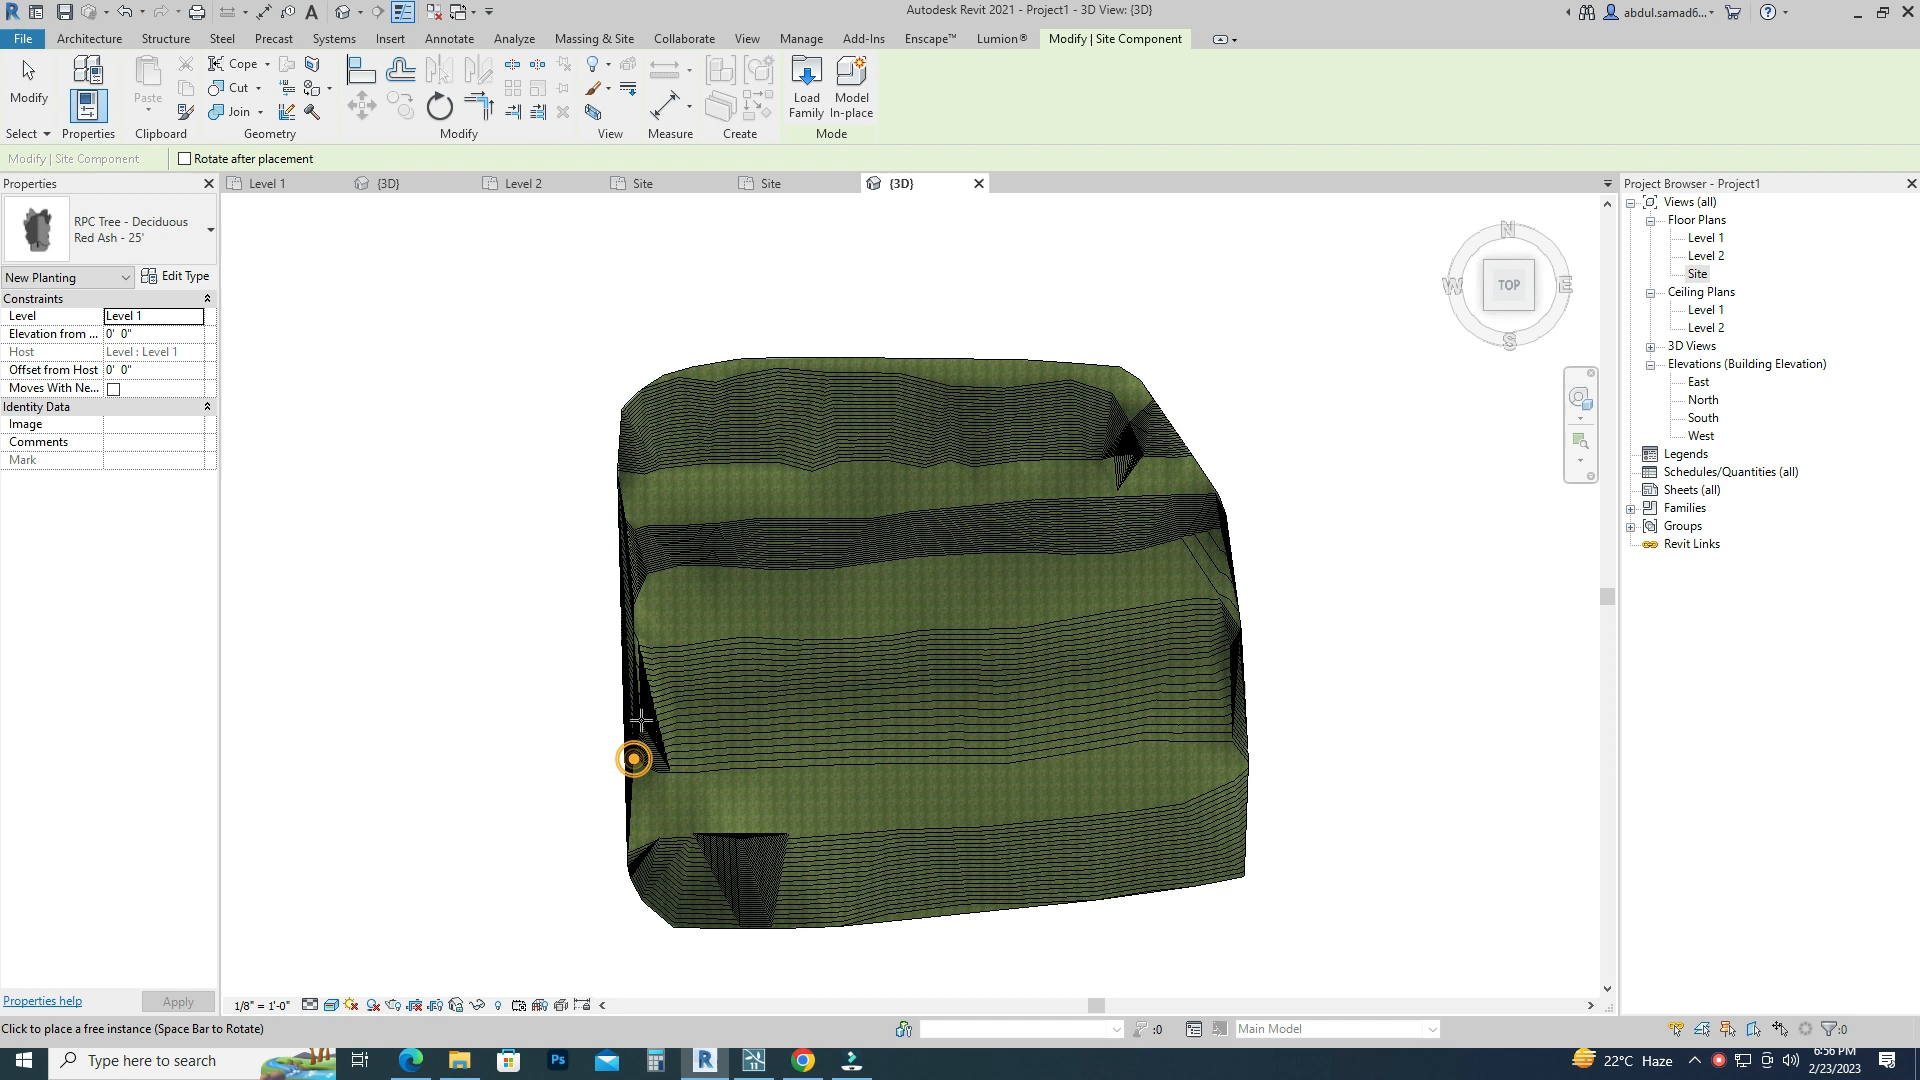 Autodesk Revit 2021 - Project1 - 3D View: {3D}
abdul.samad6...
File
Architecture
Structure
Steel
Precast
Systems
Insert
Annotate
Analyze
Massing & Site
Collaborate
View
Manage
Add-Ins
Enscape™
Lumion®
Modify | Site Component
Modify
Paste
Cope
Cut
Join
Load Family
Model In-place
Select
Properties
Clipboard
Geometry
Modify
View
Measure
Create
Mode
Modify | Site Component
Rotate after placement
Properties
Level 1
{3D}
Level 2
Site
Site
{3D}
Project Browser - Project1
RPC Tree - Deciduous
Red Ash - 25'
New Planting
Edit Type
Constraints
Level
Level 1
Elevation from ...
0' 0"
Host
Level : Level 1
Offset from Host
0' 0"
Moves With Ne...
Identity Data
Image
Comments
Mark
N
W
TOP
E
S
Views (all)
Floor Plans
Level 1
Level 2
Site
Ceiling Plans
Level 1
Level 2
3D Views
Elevations (Building Elevation)
East
North
South
West
Legends
Schedules/Quantities (all)
Sheets (all)
Families
Groups
Revit Links
Properties help
Apply
1/8" = 1'-0"
Click to place a free instance (Space Bar to Rotate)
:0
Main Model
:0
Type here to search
Ps
R
22°C Haze
6:56 PM
2/23/2023